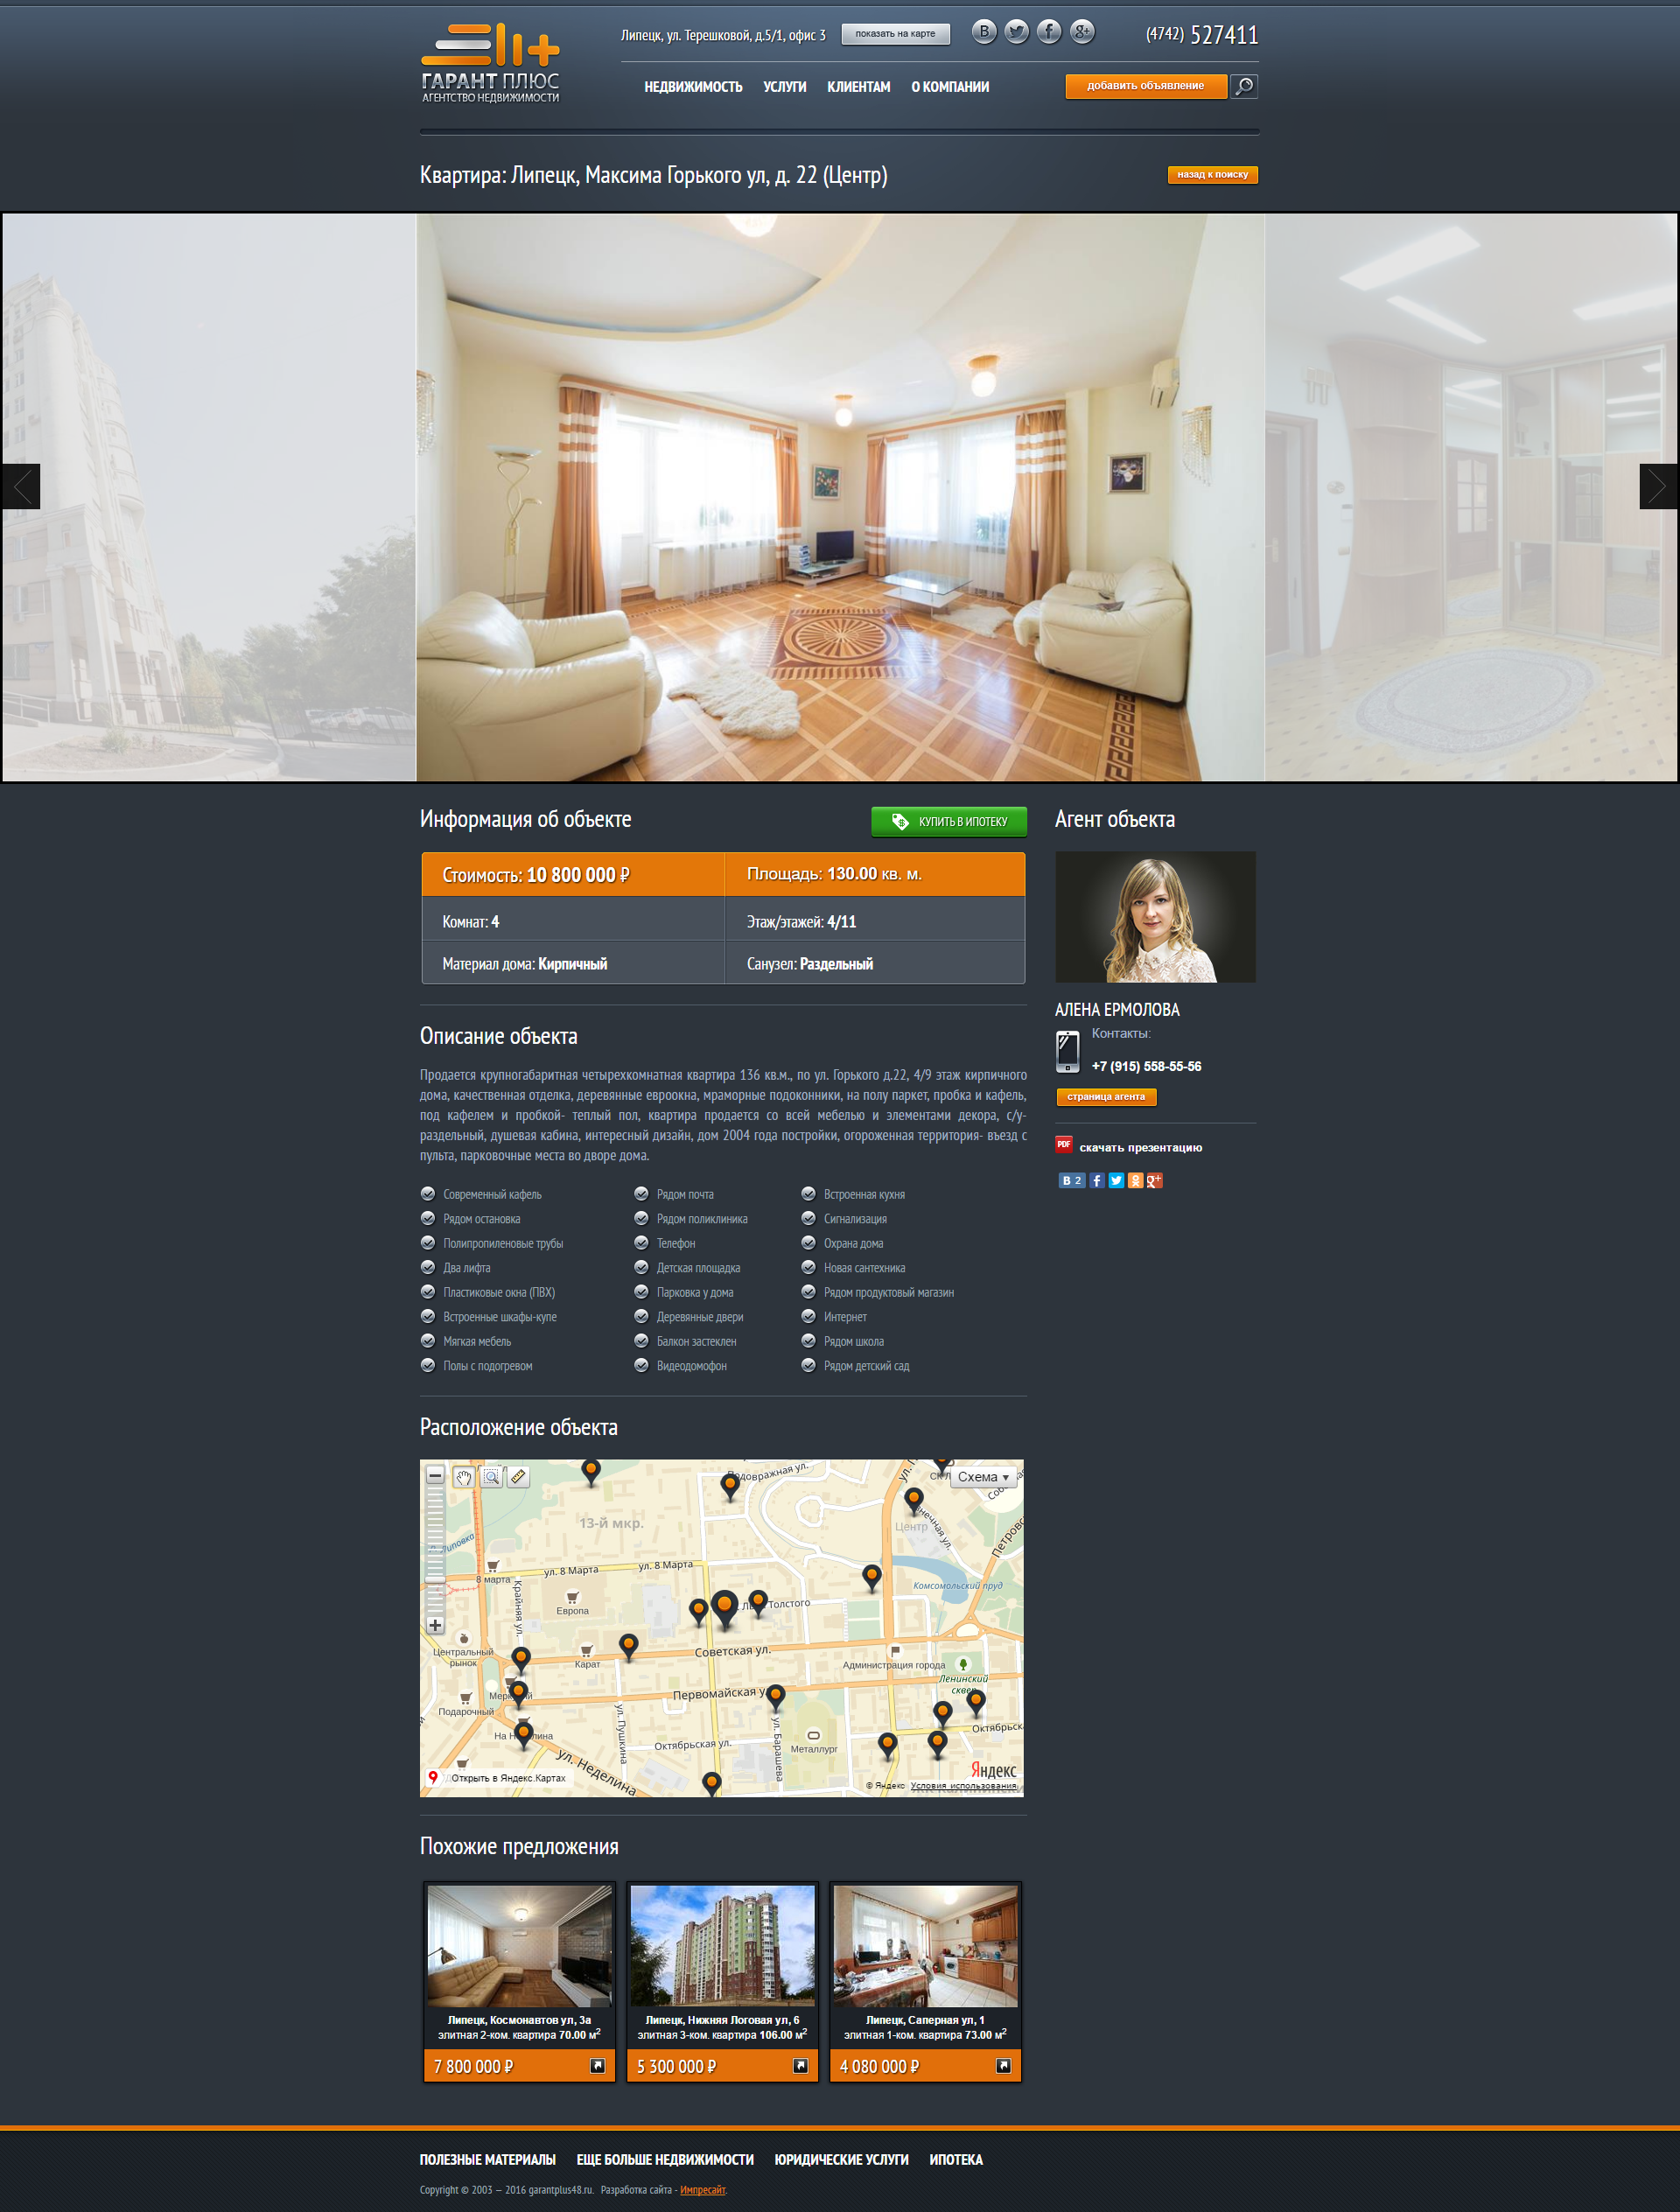 Липецк, ул. Терешковой, д.5/1, офис 3
показать на карте
В
g+
(4742) 527411
ГАРАНТ ПЛЮС
АГЕНТСТВО НЕДВИЖИМОСТИ
НЕДВИЖИМОСТЬ УСЛУГИ КЛИЕНТАМ О КОМПАНИИ
добавить объявление
Квартира: Липецк, Максима Горького ул, д. 22 (Центр)
назад к поиску
Информация об объекте
КУПИТЬ В ИПОТЕКУ
Стоимость: 10 800 000 ₽
Площадь: 130.00 кв. м.
Комнат: 4
Этаж/этажей: 4/11
Материал дома: Кирпичный
Санузел: Раздельный
Агент объекта
АЛЕНА ЕРМОЛОВА
Контакты:
+7 (915) 558-55-56
страница агента
PDF скачать презентацию
В 2
Описание объекта
Продается крупногабаритная четырехкомнатная квартира 136 кв.м., по ул. Горького д.22, 4/9 этаж кирпичного
дома, качественная отделка, деревянные евроокна, мраморные подоконники, на полу паркет, пробка и кафель,
под кафелем и пробкой- теплый пол, квартира продается со всей мебелью и элементами декора, с/у-
раздельный, душевая кабина, интересный дизайн, дом 2004 года постройки, огороженная территория- въезд с
пульта, парковочные места во дворе дома.
Современный кафель
Рядом остановка
Полипропиленовые трубы
Два лифта
Пластиковые окна (ПВХ)
Встроенные шкафы-купе
Мягкая мебель
Полы с подогревом
Рядом почта
Рядом поликлиника
Телефон
Детская площадка
Парковка у дома
Деревянные двери
Балкон застеклен
Видеодомофон
Встроенная кухня
Сигнализация
Охрана дома
Новая сантехника
Рядом продуктовый магазин
Интернет
Рядом школа
Рядом детский сад
Расположение объекта
Схема
13-й мкр.
Центр
8 марта
ул. 8 Марта
ул. 8 Марта
Крайняя ул.
Европа
Комсомольский пруд
Толстого
Советская ул.
Центральный
рынок
Карат
Администрация города
Ленинский
Подарочный
Первомайская
ул. Пушкина
Октябрьская ул.
ул. Барашева
Металлург
ул. Неделина
Открыть в Яндекс.Картах
Яндекс
© Яндекс Условия использования
Похожие предложения
Липецк, Космонавтов ул, 3а
элитная 2-ком. квартира 70.00 м2
7 800 000 ₽
Липецк, Нижняя Логовая ул, 6
элитная 3-ком. квартира 106.00 м2
5 300 000 ₽
Липецк, Саперная ул, 1
элитная 1-ком. квартира 73.00 м2
4 080 000 ₽
ПОЛЕЗНЫЕ МАТЕРИАЛЫ ЕЩЕ БОЛЬШЕ НЕДВИЖИМОСТИ ЮРИДИЧЕСКИЕ УСЛУГИ ИПОТЕКА
Copyright © 2003 — 2016 garantplus48.ru. Разработка сайта - Импресайт.